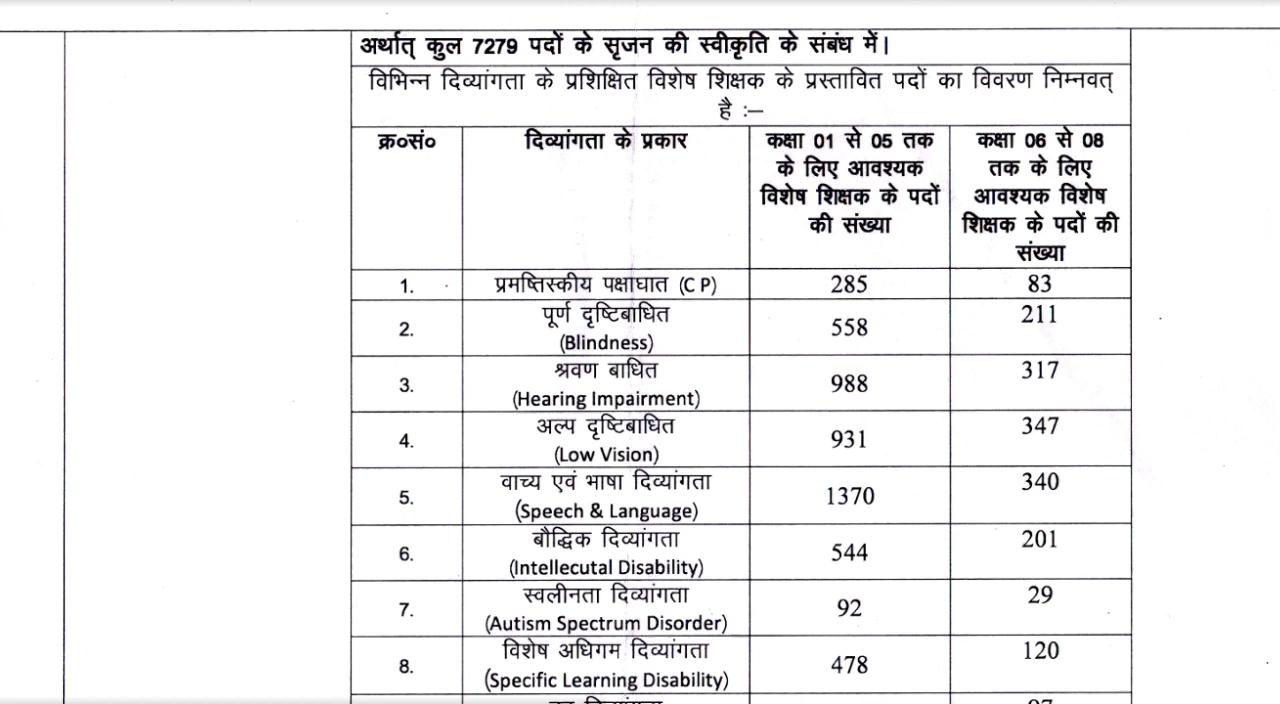 अर्थात् कुल 7279 पदों के सृजन की स्वीकृति के संबंध में।
विभिन्न दिव्यांगता के प्रशिक्षित विशेष शिक्षक के प्रस्तावित पदों का विवरण निम्नवत्
है :–
क्र०सं० दिव्यांगता के प्रकार कक्षा 01 से 05 तक कक्षा 06 से 08
के लिए आवश्यक तक के लिए
विशेष शिक्षक के पदों आवश्यक विशेष
की संख्या शिक्षक के पदों की
संख्या
1. प्रमष्तिस्कीय पक्षाघात (C P) 285 83
2. पूर्ण दृष्टिबाधित 558 211
(Blindness)
3. श्रवण बाधित 988 317
(Hearing Impairment)
4. अल्प दृष्टिबाधित 931 347
(Low Vision)
5. वाच्य एवं भाषा दिव्यांगता 1370 340
(Speech & Language)
6. बौद्धिक दिव्यांगता 544 201
(Intellecutal Disability)
7. स्वलीनता दिव्यांगता 92 29
(Autism Spectrum Disorder)
8. विशेष अधिगम दिव्यांगता 478 120
(Specific Learning Disability)